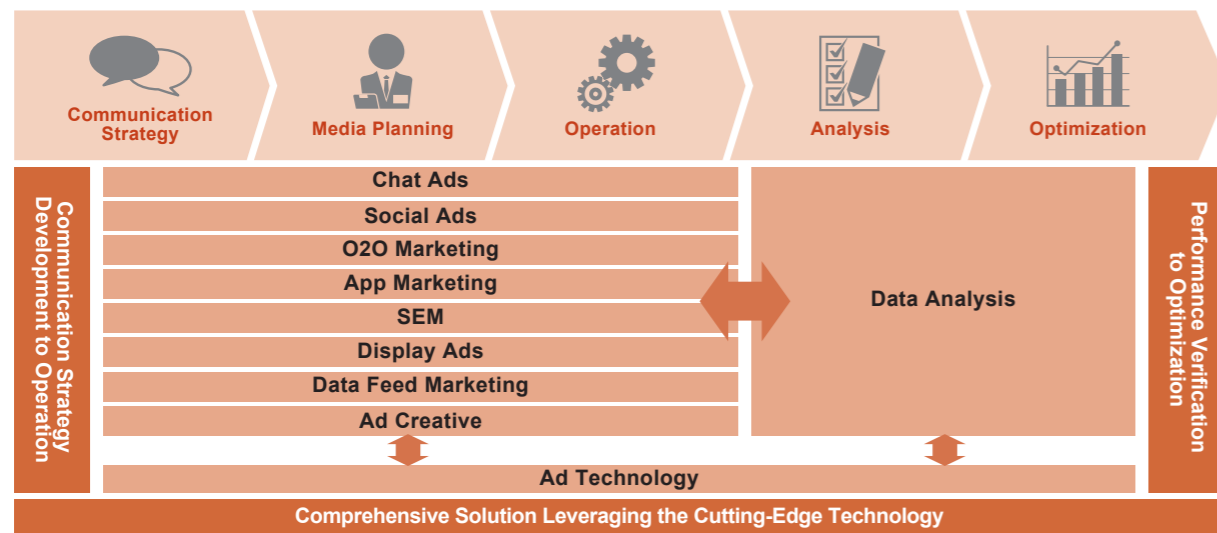 Communication
Strategy
Media Planning
Operation
Analysis
Optimization
Communication Strategy
Development to Operation
Chat Ads
Social Ads
O2O Marketing
App Marketing
SEM
Display Ads
Data Feed Marketing
Ad Creative
Data Analysis
Performance Verification
to Optimization
Ad Technology
Comprehensive Solution Leveraging the Cutting-Edge Technology